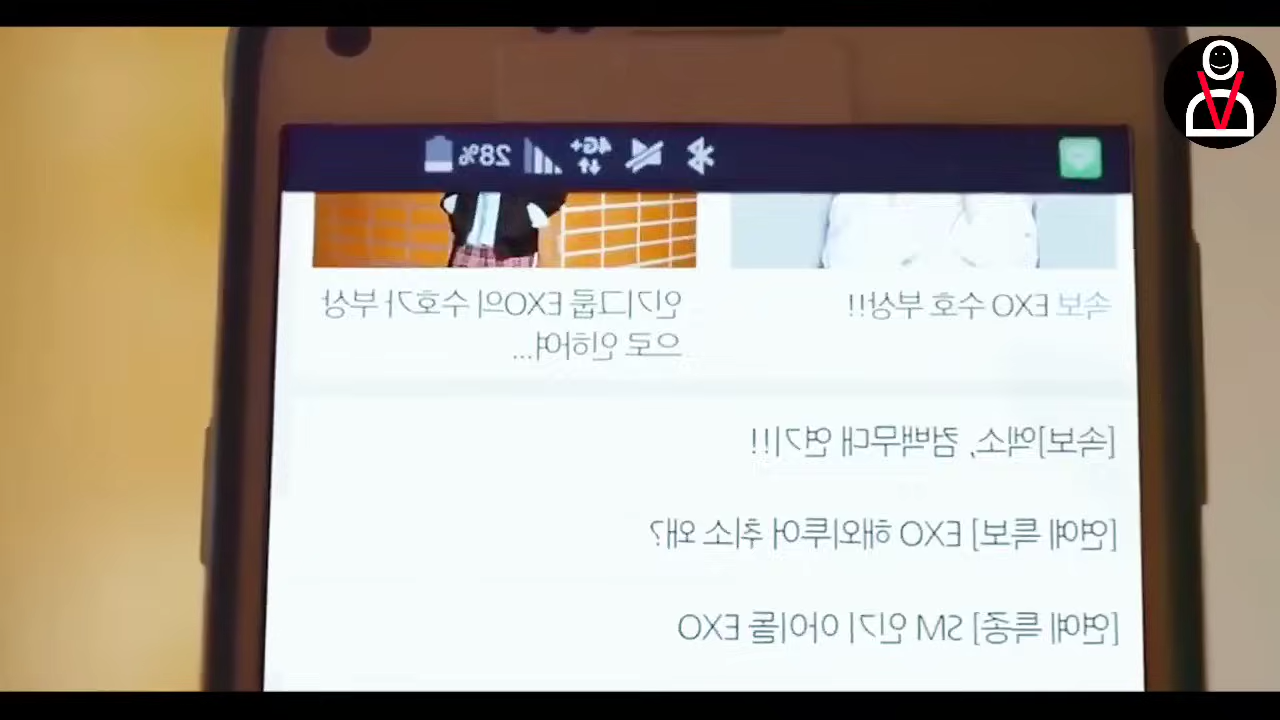 28% 4G+
속보 EXO 수호 부상!!
인기그룹 EXO의 수호가 부상
으로 인하여...
[속보]엑소, 컴백무대 연기!!!
[연예 특보] EXO 해외투어 취소 왜?
[연예 특종] SM 인기 아이돌 EXO